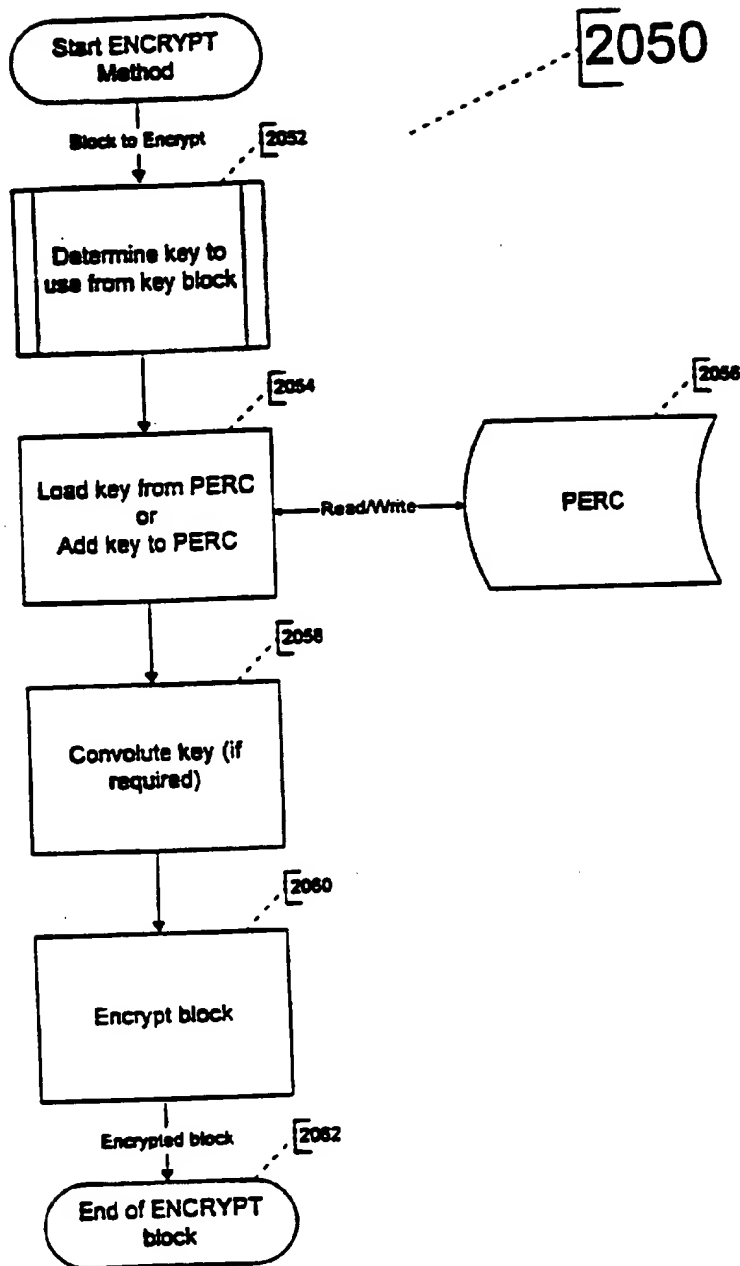 Start ENCRYPT
Method
2050
Block to Encrypt
2052
Determine key to
use from key block
2054
2056
Load key from PERC
or
Add key to PERC
Read/Write
PERC
2058
Convolute key (if
required)
2060
Encrypt block
Encrypted block
2062
End of ENCRYPT
block